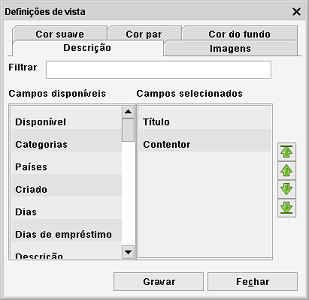 Definições de vista
Cor suave Cor par Cor do fundo
Descrição Imagens
Filtrar
Campos disponíveis Campos selecionados
Disponível Título
Categorias Contentor
Países
Criado
Dias
Dias de empréstimo
Descrição
Gravar Fechar